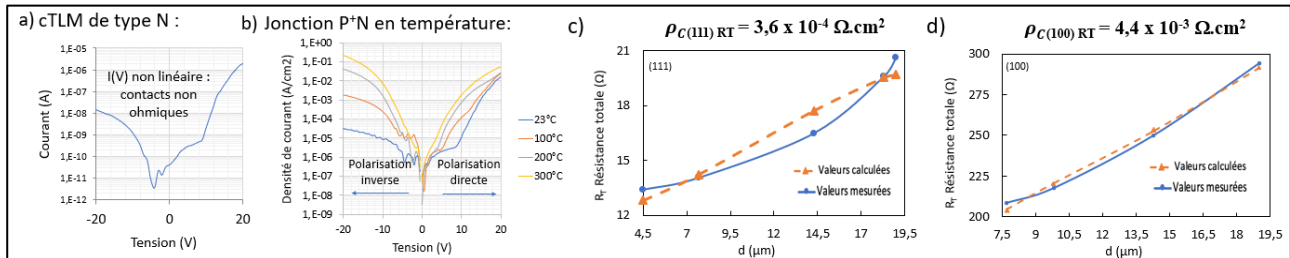 a) cTLM de type N :
1,E-05
1,E-06
1,E-07
1,E-08
1,E-09
1,E-10
1,E-11
1,E-12
Courant (A)
I(V) non linéaire :
contacts non
ohmiques
-20
0
20
Tension (V)
b) Jonction P⁺N en température:
1,E+00
1,E-01
1,E-02
1,E-03
1,E-04
1,E-05
1,E-06
1,E-07
1,E-08
1,E-09
Densité de courant (A/cm2)
Polarisation
inverse
Polarisation
directe
-20
-10
0
10
20
Tension (V)
23°C
100°C
200°C
300°C
c)
ρC(111) RT = 3,6 x 10⁻⁴ Ω.cm²
21
18
15
12
R_T Résistance totale (Ω)
(111)
Valeurs calculées
Valeurs mesurées
4,5
7
9,5
12
14,5
17
19,5
d (µm)
d)
ρC(100) RT = 4,4 x 10⁻³ Ω.cm²
300
275
250
225
200
R_T Résistance totale (Ω)
(100)
Valeurs calculées
Valeurs mesurées
7,5
9
10,5
12
13,5
15
16,5
18
19,5
d (µm)